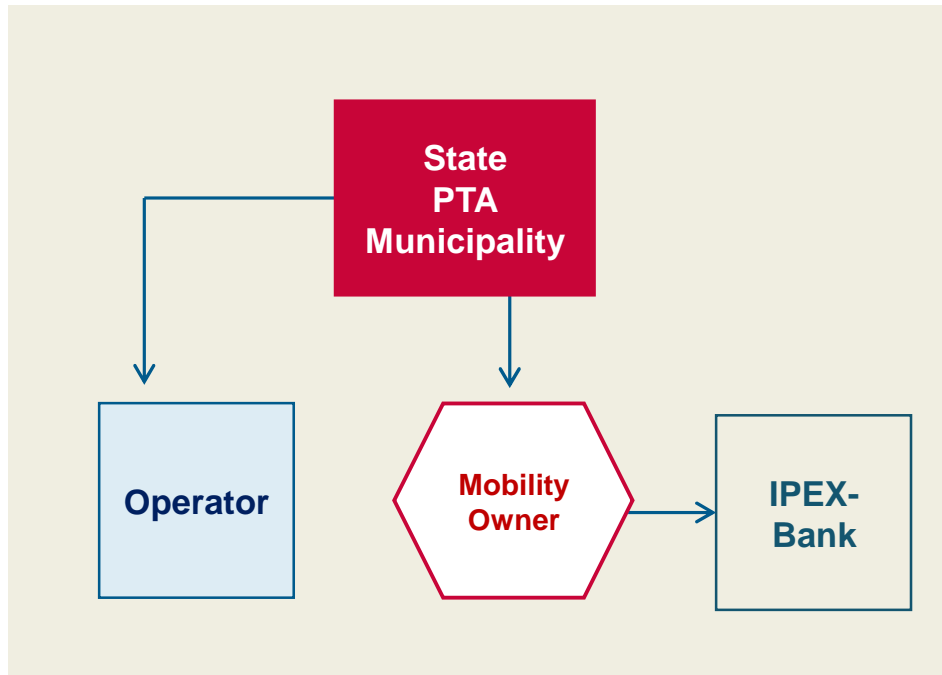 State
PTA
Municipality
Operator
Mobility
Owner
IPEX-
Bank